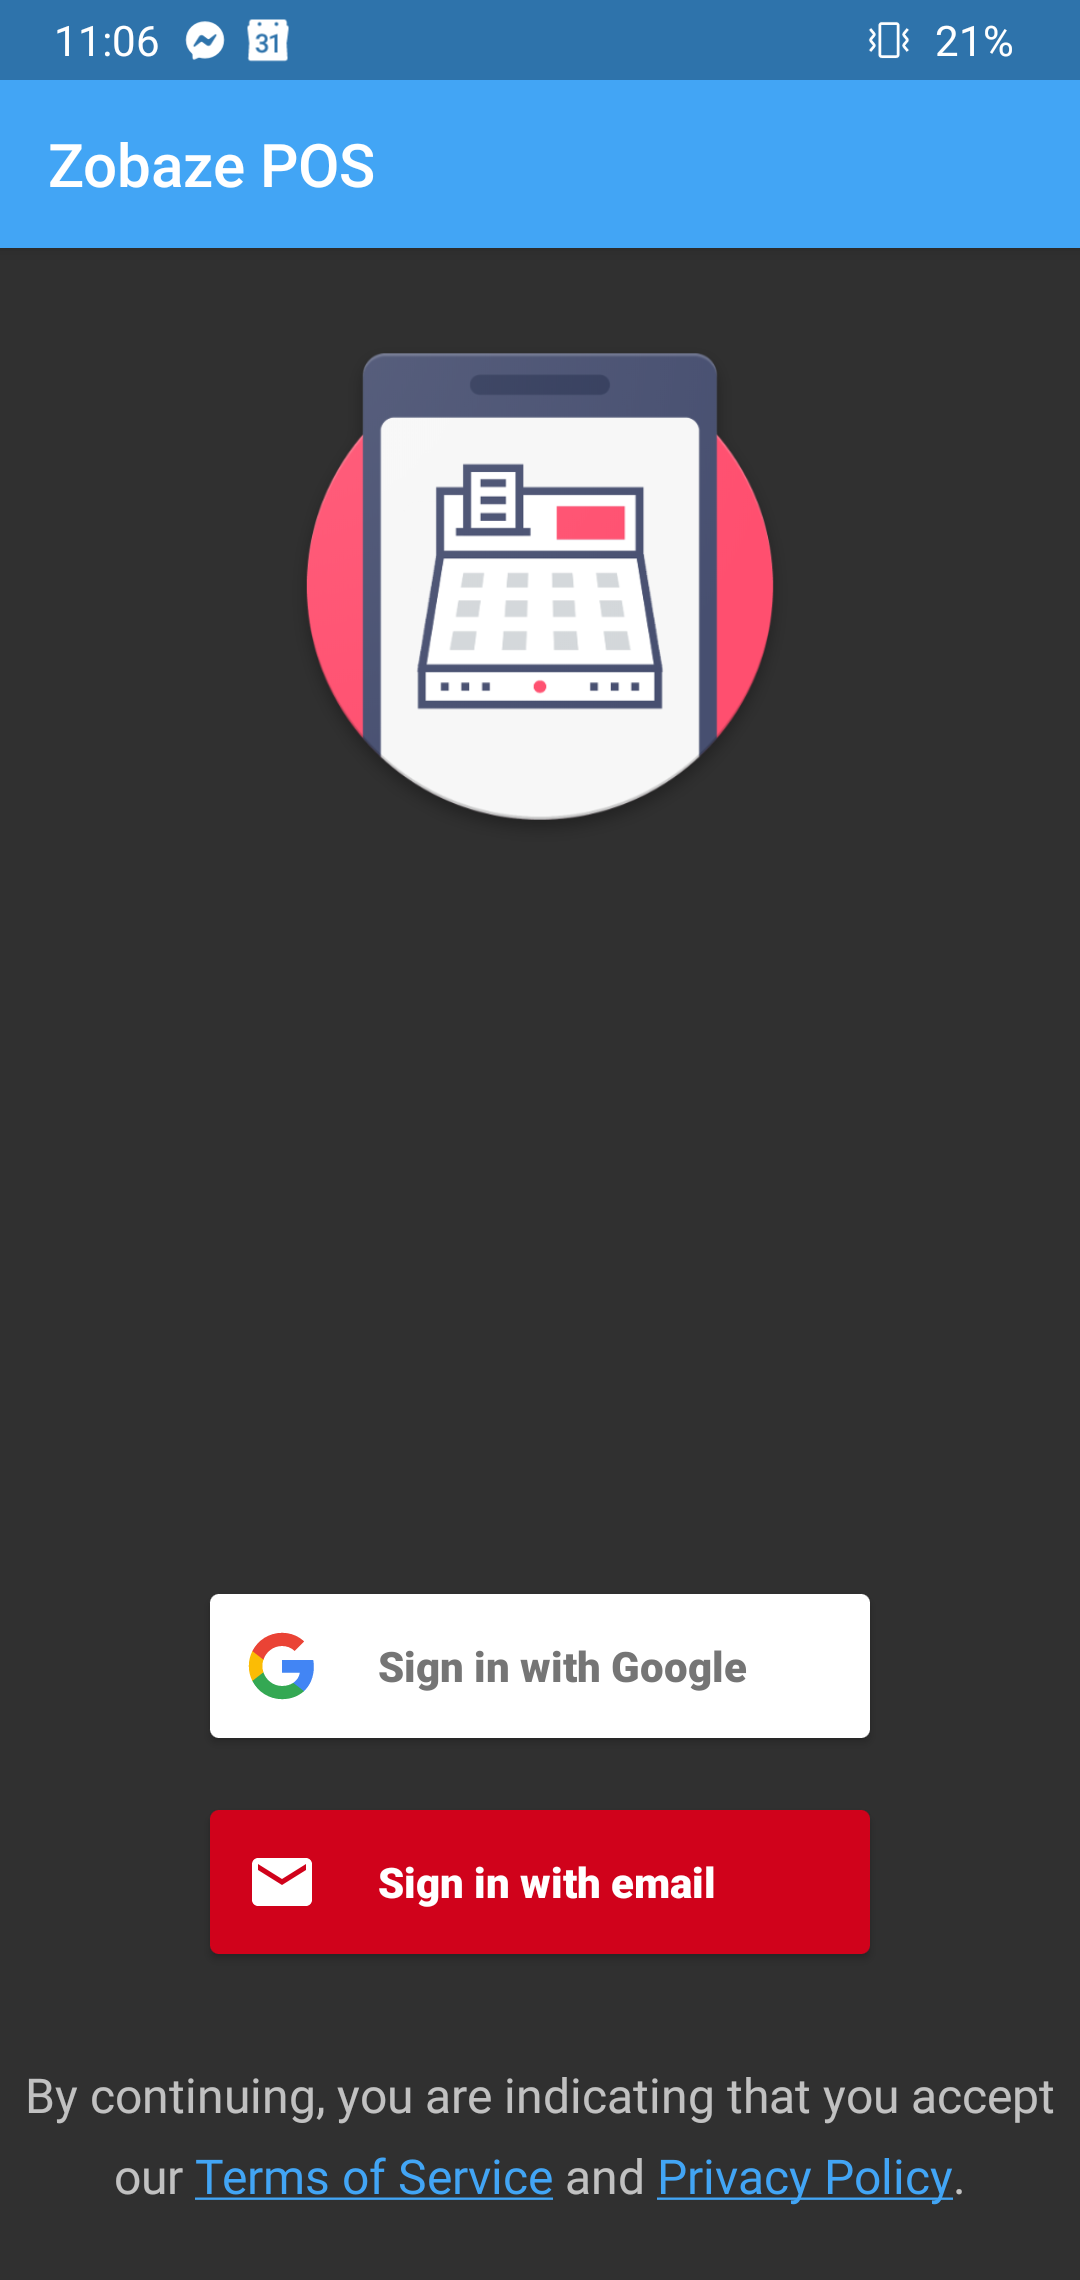 11:06 31 21%
Zobaze POS
Sign in with Google
Sign in with email
By continuing, you are indicating that you accept
our Terms of Service and Privacy Policy.